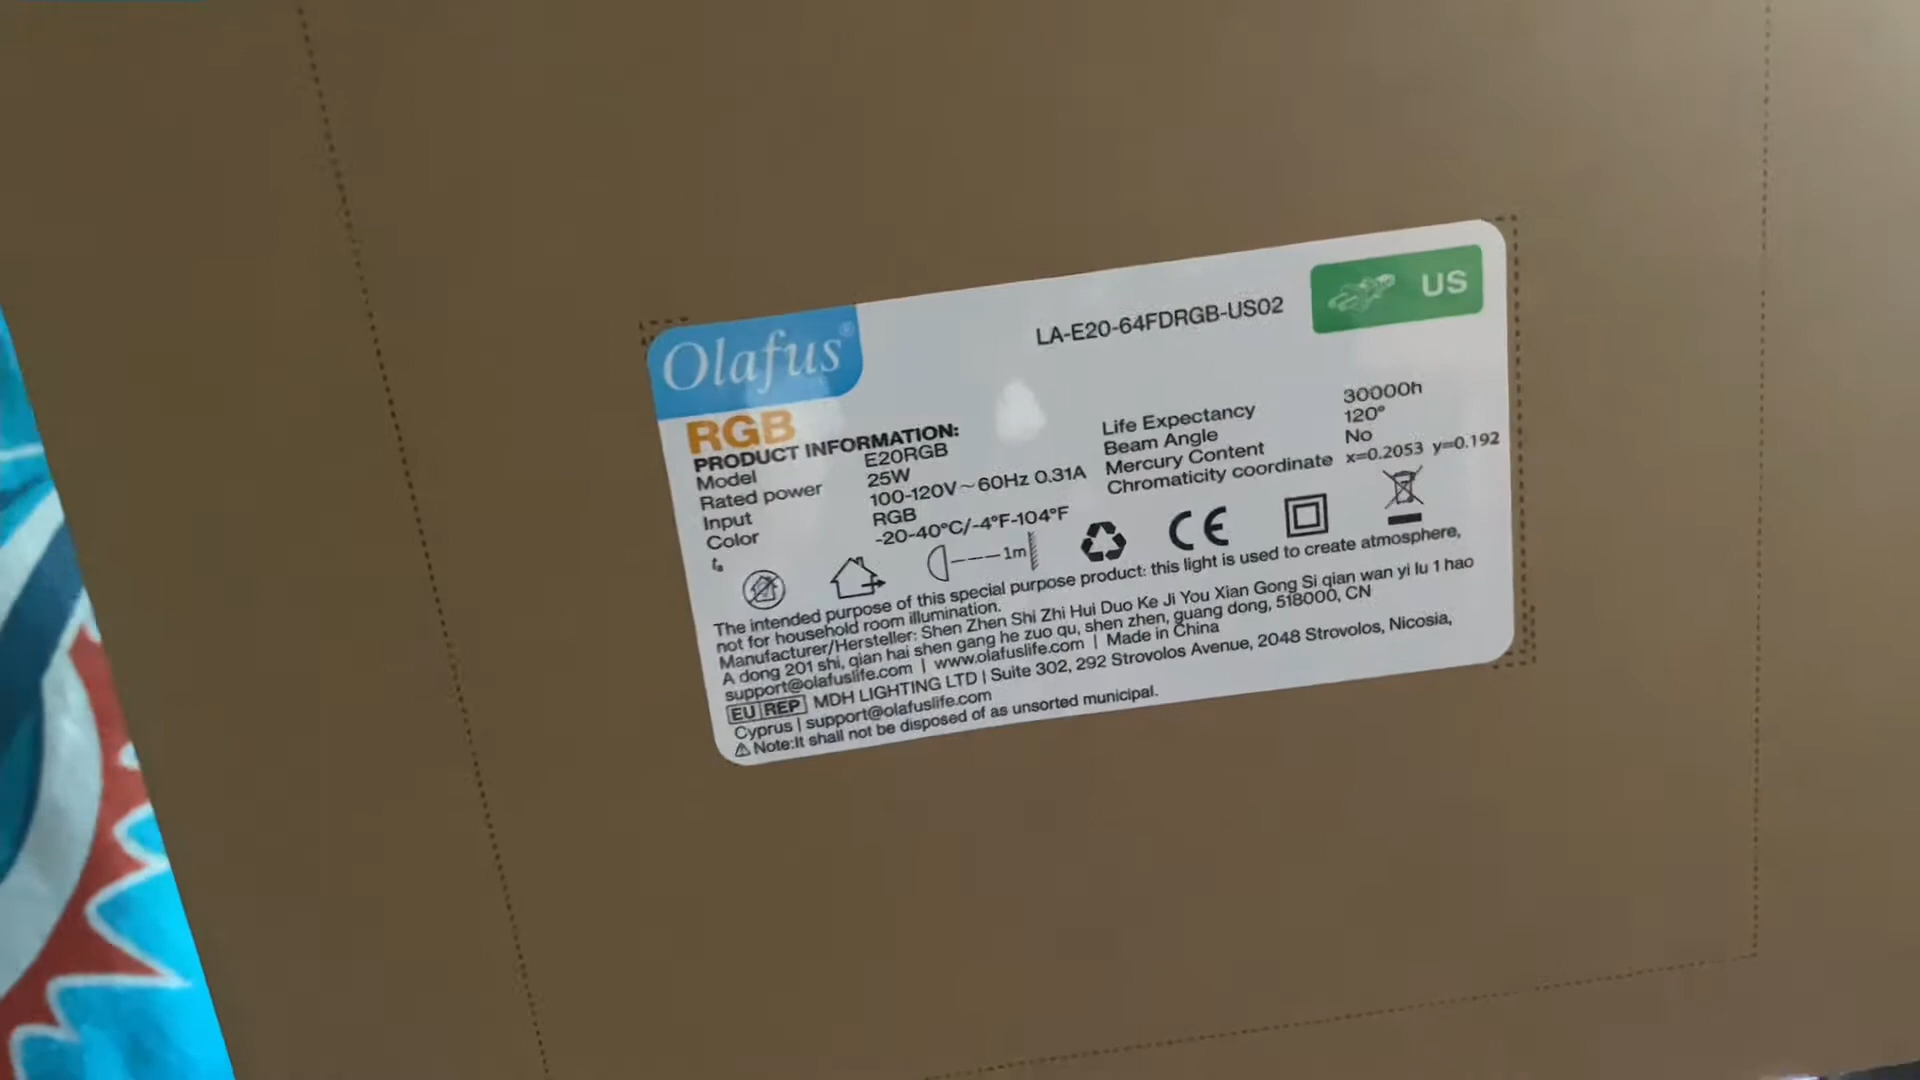 Olafus®
LA-E20-64FDRGB-US02
US
RGB
PRODUCT INFORMATION:
Model E20RGB
Rated power 25W
Input 100-120V~60Hz 0.31A
Color RGB
ta -20-40℃/-4℉-104℉
Life Expectancy 30000h
Beam Angle 120°
Mercury Content No
Chromaticity coordinate x=0.2053 y=0.192
1m
CE
The intended purpose of this special purpose product: this light is used to create atmosphere,
not for household room illumination.
Manufacturer/Hersteller: Shen Zhen Shi Zhi Hui Duo Ke Ji You Xian Gong Si qian wan yi lu 1 hao
A dong 201 shi, qian hai shen gang he zuo qu, shen zhen, guang dong, 518000, CN
support@olafuslife.com | www.olafuslife.com | Made in China
EU REP MDH LIGHTING LTD | Suite 302, 292 Strovolos Avenue, 2048 Strovolos, Nicosia,
Cyprus | support@olafuslife.com
⚠ Note:It shall not be disposed of as unsorted municipal.